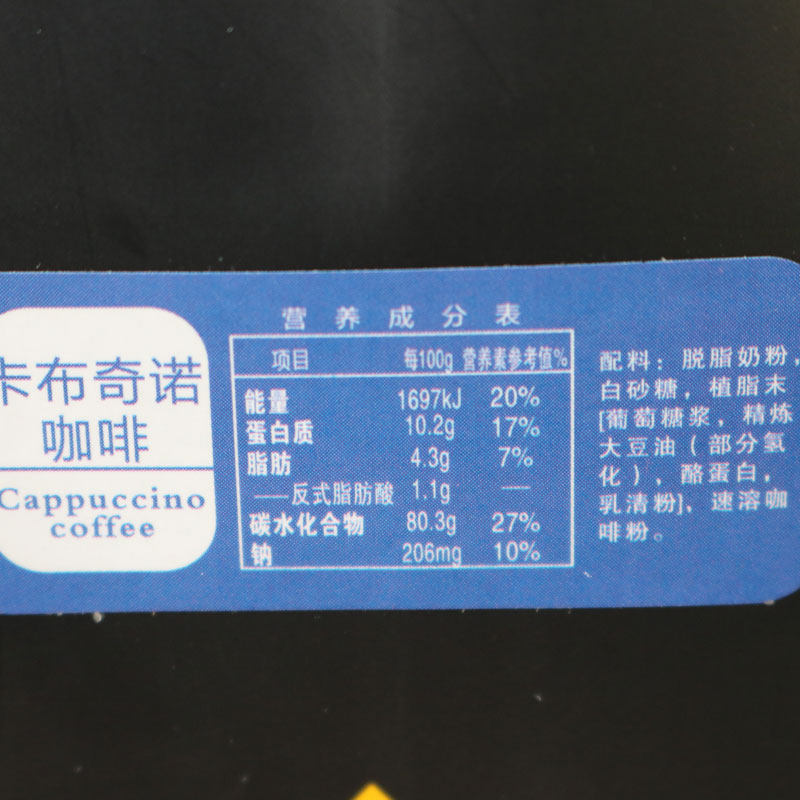 卡布奇诺
咖啡
Cappuccino
coffee
营养成分表
项目 每100g 营养素参考值%
能量 1697kJ 20%
蛋白质 10.2g 17%
脂肪 4.3g 7%
——反式脂肪酸 1.1g —
碳水化合物 80.3g 27%
钠 206mg 10%
配料：脱脂奶粉，
白砂糖，植脂末
[葡萄糖浆，精炼
大豆油（部分氢
化）、酪蛋白，
乳清粉]、速溶咖
啡粉。